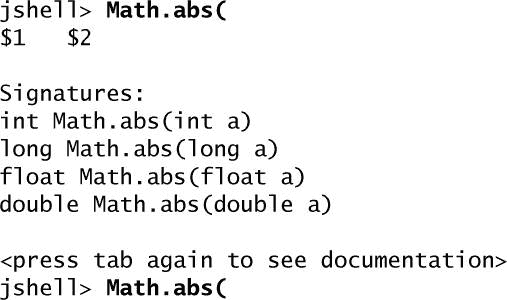 jshell> Math.abs(
$1   $2
Signatures:
int Math.abs(int a)
long Math.abs(long a)
float Math.abs(float a)
double Math.abs(double a)
<press tab again to see documentation>
jshell> Math.abs(